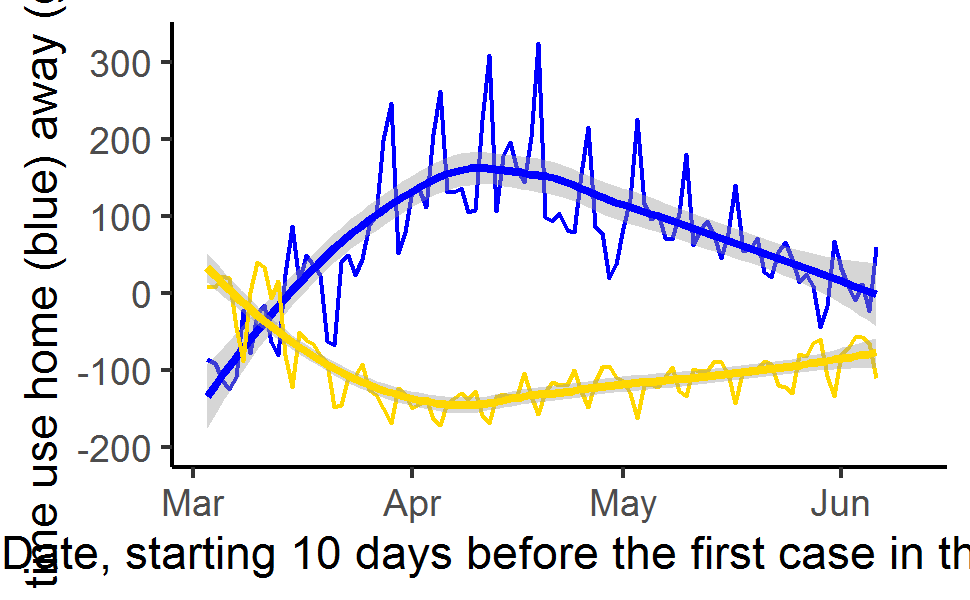 time use home (blue) away (
300
200
100
0
-100
-200
Mar Apr May Jun
Date, starting 10 days before the first case in th